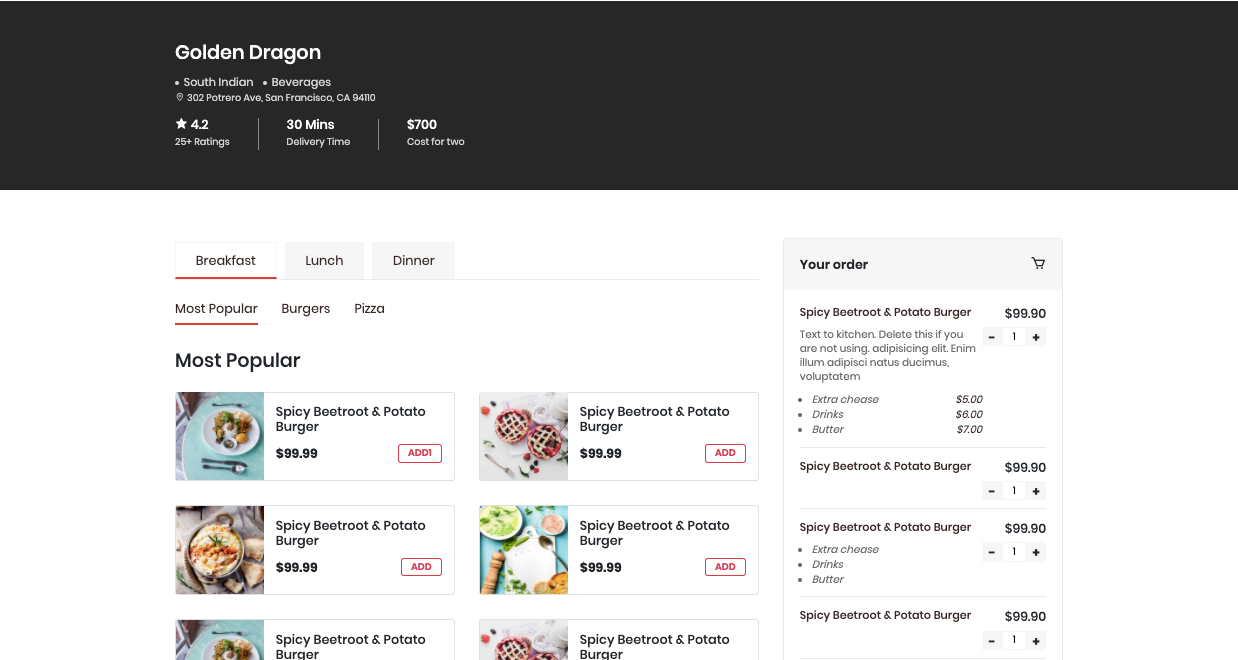 Golden Dragon
South Indian Beverages
302 Potrero Ave, San Francisco, CA 94110
4.2
25+ Ratings
30 Mins
Delivery Time
$700
Cost for two
Breakfast
Lunch
Dinner
Most Popular
Burgers
Pizza
Most Popular
Spicy Beetroot & Potato
Burger
$99.99
ADD1
Spicy Beetroot & Potato
Burger
$99.99
ADD
Spicy Beetroot & Potato
Burger
$99.99
ADD
Spicy Beetroot & Potato
Burger
$99.99
ADD
Spicy Beetroot & Potato
Burger
Spicy Beetroot & Potato
Burger
Your order
Spicy Beetroot & Potato Burger
$99.90
Text to kitchen. Delete this if you
are not using. adipisicing elit. Enim
illum adipisci natus ducimus,
voluptatem
- 1 +
Extra chease $5.00
Drinks $6.00
Butter $7.00
Spicy Beetroot & Potato Burger
$99.90
- 1 +
Spicy Beetroot & Potato Burger
$99.90
Extra chease
Drinks
Butter
- 1 +
Spicy Beetroot & Potato Burger
$99.90
- 1 +